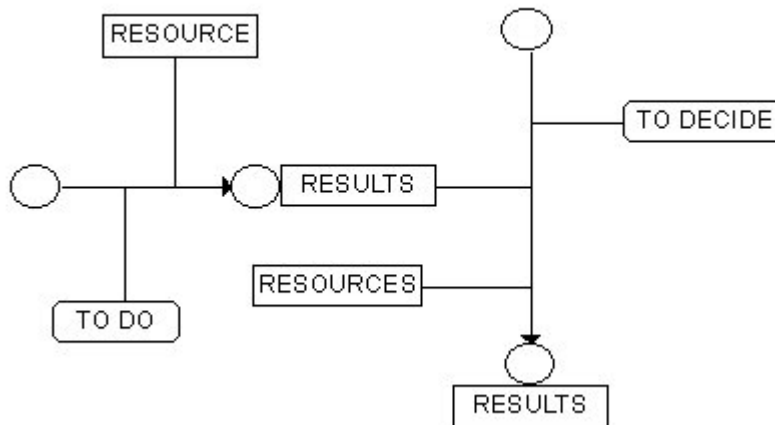 RESOURCE
TO DECIDE
RESULTS
RESOURCES
TO DO
RESULTS